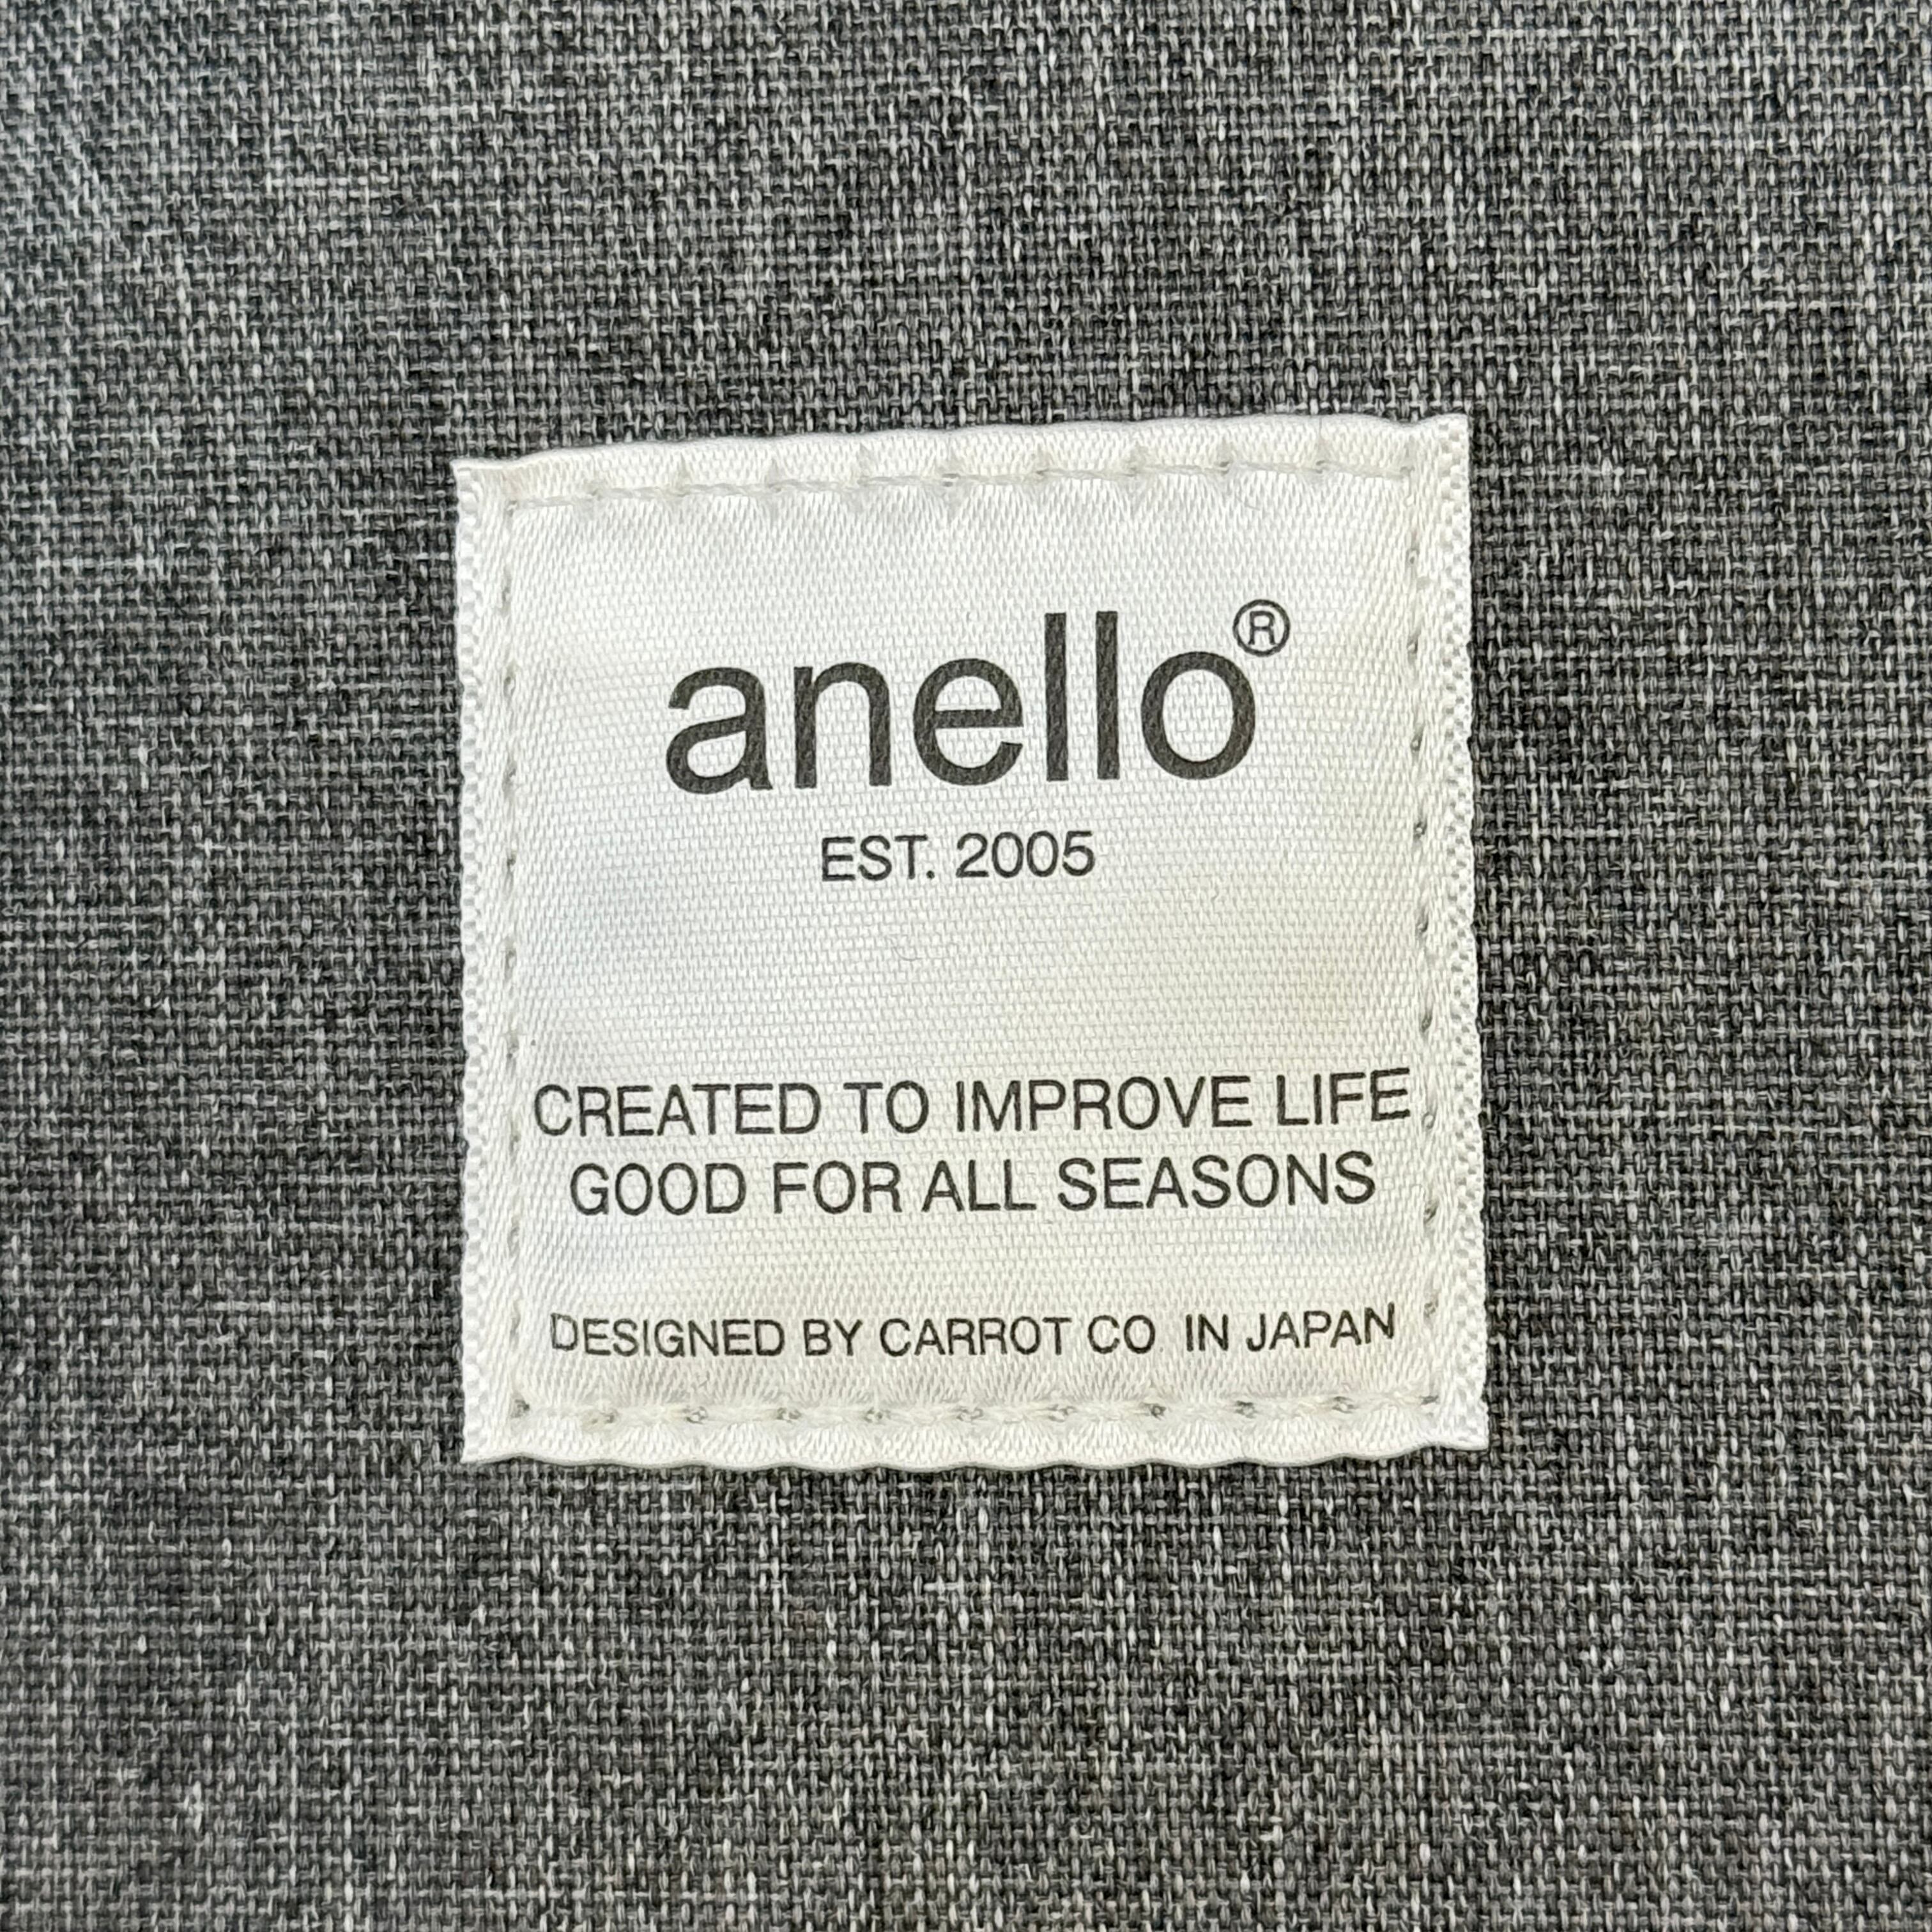 anello®
EST. 2005
CREATED TO IMPROVE LIFE
GOOD FOR ALL SEASONS
DESIGNED BY CARROT CO IN JAPAN